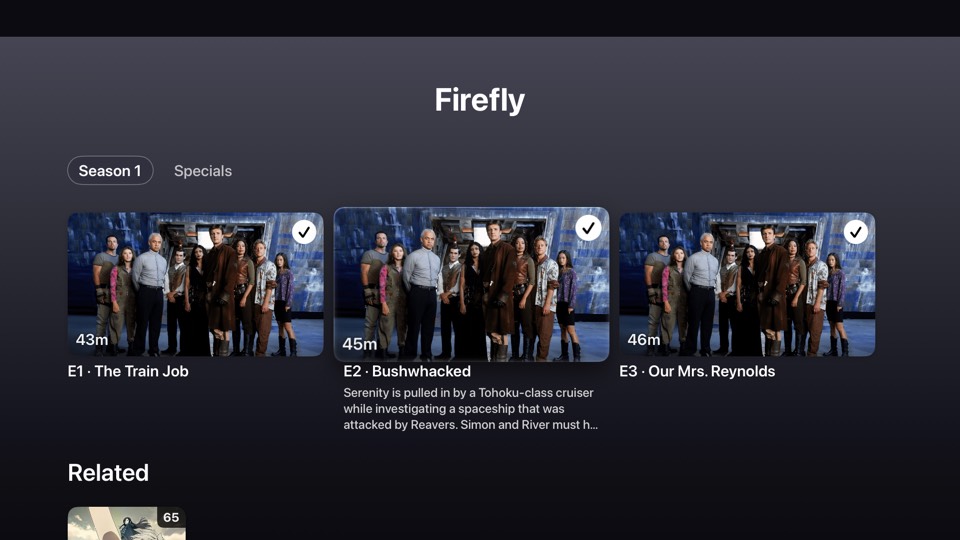 Firefly
Season 1
Specials
43m
45m
46m
E1 · The Train Job
E2 · Bushwhacked
E3 · Our Mrs. Reynolds
Serenity is pulled in by a Tohoku-class cruiser
while investigating a spaceship that was
attacked by Reavers. Simon and River must h…
Related
65